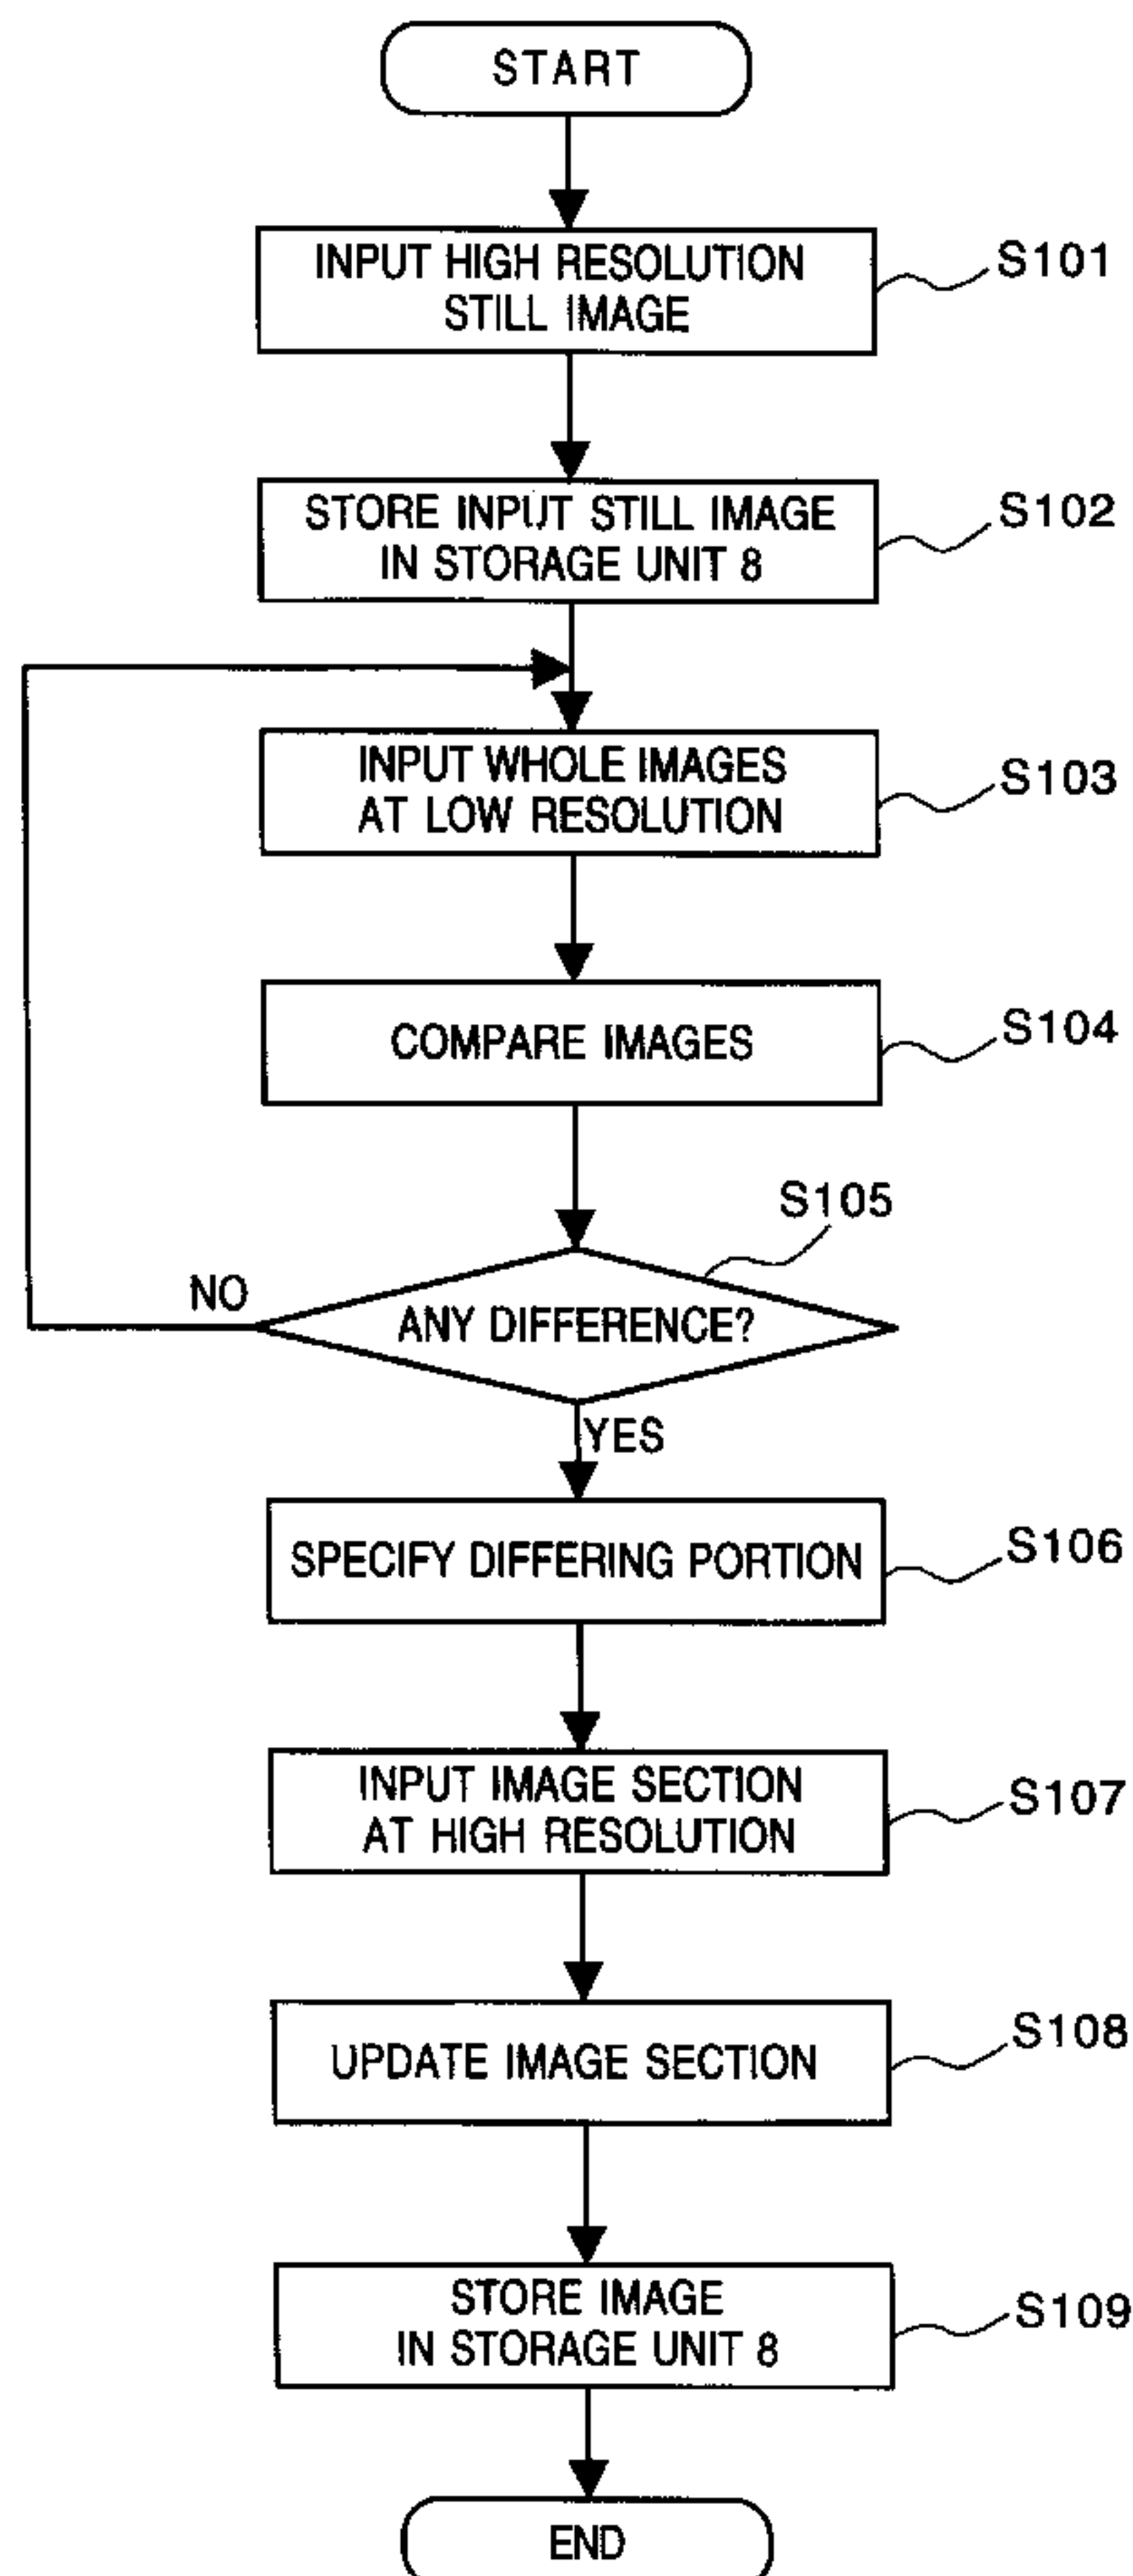 START
INPUT HIGH RESOLUTION
STILL IMAGE
S101
STORE INPUT STILL IMAGE
IN STORAGE UNIT 8
S102
INPUT WHOLE IMAGES
AT LOW RESOLUTION
S103
COMPARE IMAGES
S104
S105
NO
ANY DIFFERENCE?
YES
SPECIFY DIFFERING PORTION
S106
INPUT IMAGE SECTION
AT HIGH RESOLUTION
S107
UPDATE IMAGE SECTION
S108
STORE IMAGE
IN STORAGE UNIT 8
S109
END